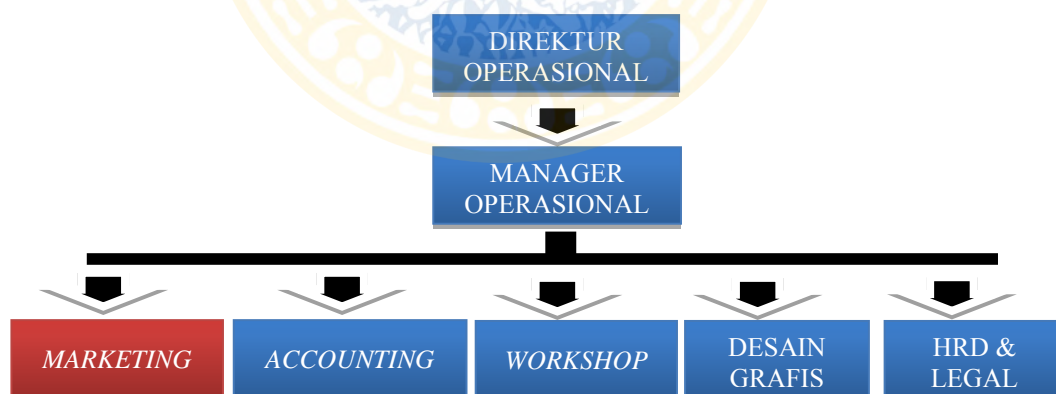 DIREKTUR
OPERASIONAL
MANAGER
OPERASIONAL
MARKETING
ACCOUNTING
WORKSHOP
DESAIN
GRAFIS
HRD &
LEGAL